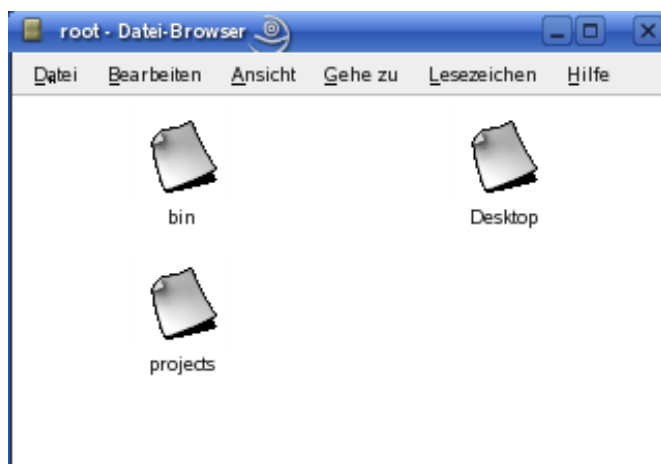 root - Datei-Browser
Datei Bearbeiten Ansicht Gehe zu Lesezeichen Hilfe
bin Desktop
projects